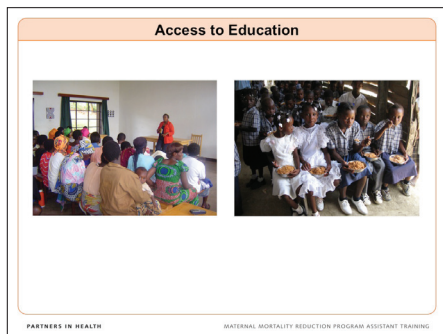 Access to Education
PARTNERS IN HEALTH
MATERNAL MORTALITY REDUCTION PROGRAM ASSISTANT TRAINING